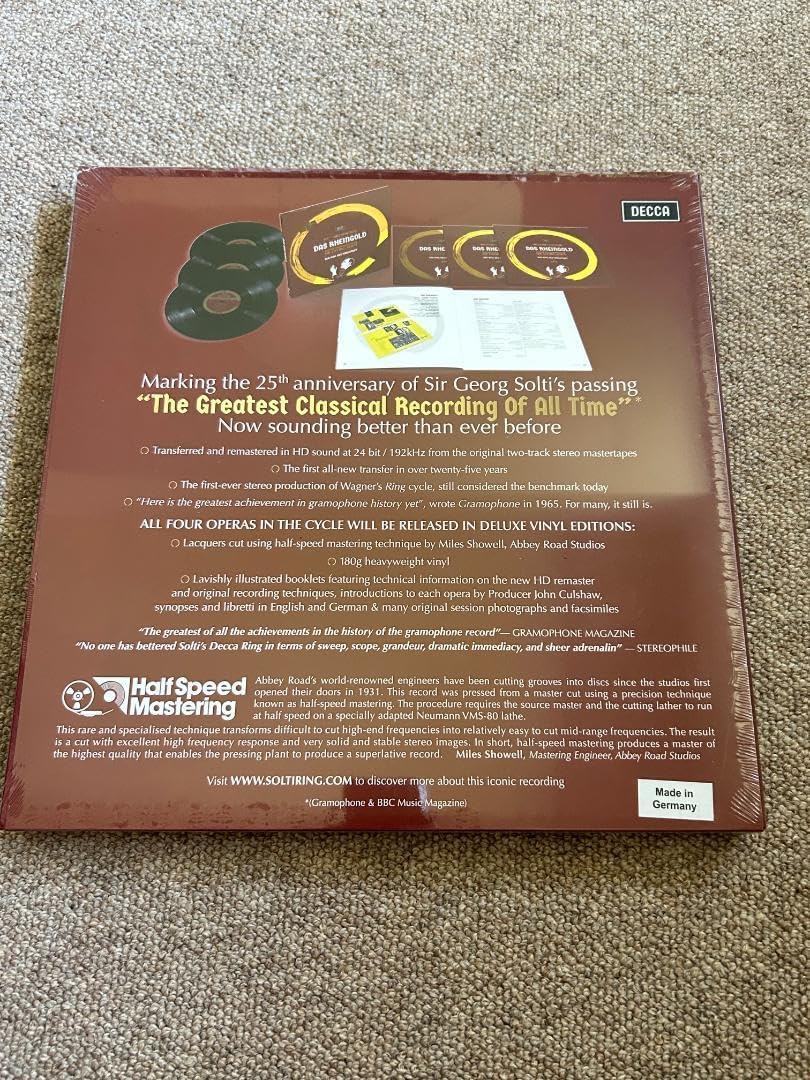 DECCA
DAS RHEINGOLD
DAS RHE
DAS RHEIN
DAS RHEINGOLD
Marking the 25th anniversary of Sir Georg Solti's passing
“The Greatest Classical Recording Of All Time”*
Now sounding better than ever before
Transferred and remastered in HD sound at 24 bit / 192kHz from the original two-track stereo mastertapes
The first all-new transfer in over twenty-five years
The first-ever stereo production of Wagner's Ring cycle, still considered the benchmark today
“Here is the greatest achievement in gramophone history yet”, wrote Gramophone in 1965. For many, it still is.
ALL FOUR OPERAS IN THE CYCLE WILL BE RELEASED IN DELUXE VINYL EDITIONS:
Lacquers cut using half-speed mastering technique by Miles Showell, Abbey Road Studios
180g heavyweight vinyl
Lavishly illustrated booklets featuring technical information on the new HD remaster
and original recording techniques, introductions to each opera by Producer John Culshaw,
synopses and libretti in English and German & many original session photographs and facsimiles
“The greatest of all the achievements in the history of the gramophone record”— GRAMOPHONE MAGAZINE
“No one has bettered Solti's Decca Ring in terms of sweep, scope, grandeur, dramatic immediacy, and sheer adrenalin” — STEREOPHILE
Half Speed
Mastering
Abbey Road's world-renowned engineers have been cutting grooves into discs since the studios first
opened their doors in 1931. This record was pressed from a master cut using a precision technique
known as half-speed mastering. The procedure requires the source master and the cutting lathe to run
at half speed on a specially adapted Neumann VMS-80 lathe.
This rare and specialised technique transforms difficult to cut high-end frequencies into relatively easy to cut mid-range frequencies. The result
is a cut with excellent high frequency response and very solid and stable stereo images. In short, half-speed mastering produces a master of
the highest quality that enables the pressing plant to produce a superlative record. Miles Showell, Mastering Engineer, Abbey Road Studios
Visit WWW.SOLTIRING.COM to discover more about this iconic recording
*(Gramophone & BBC Music Magazine)
Made in
Germany